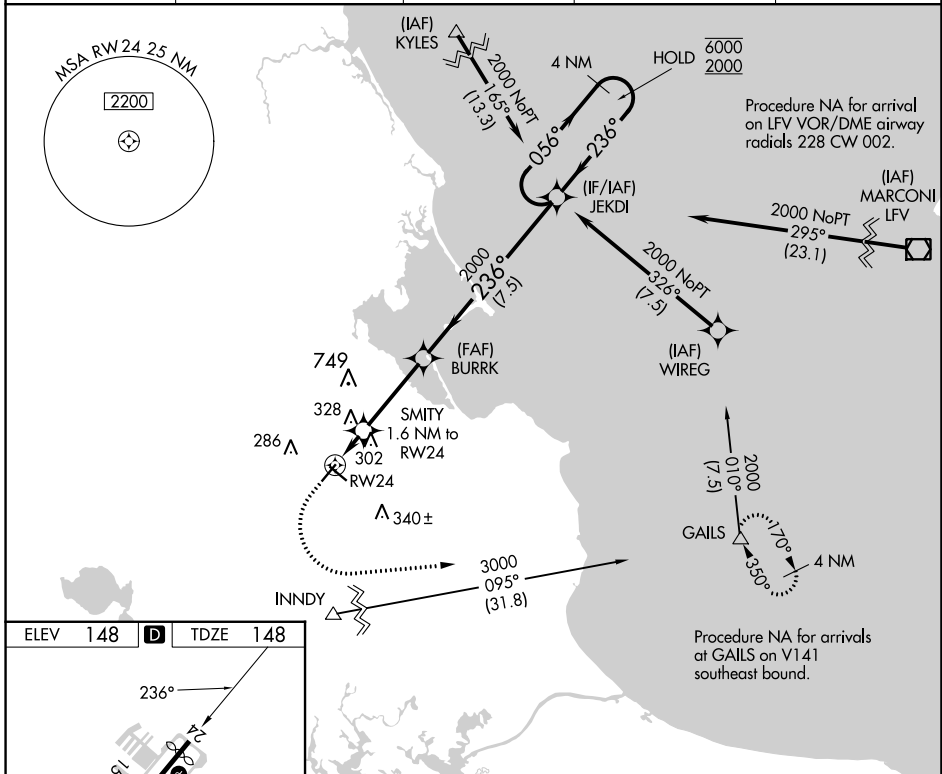 MSA RW24 25 NM
2200
(IAF)
KYLES
2000 NoPT
165°
(13.3)
4 NM
HOLD
6000
2000
056°
236°
Procedure NA for arrival
on LFV VOR/DME airway
radials 228 CW 002.
(IF/IAF)
JEKDI
(IAF)
MARCONI
LFV
2000 NoPT
295°
(23.1)
2000
236°
(7.5)
2000 NoPT
326°
(7.5)
(IAF)
WIREG
(FAF)
BURRK
749
328
SMITY
1.6 NM to
RW24
286
302
RW24
340±
2000
010°
(7.5)
GAILS
170°
350°
4 NM
3000
095°
(31.8)
INNDY
Procedure NA for arrivals
at GAILS on V141
southeast bound.
ELEV 148 D TDZE 148
236°
24
15